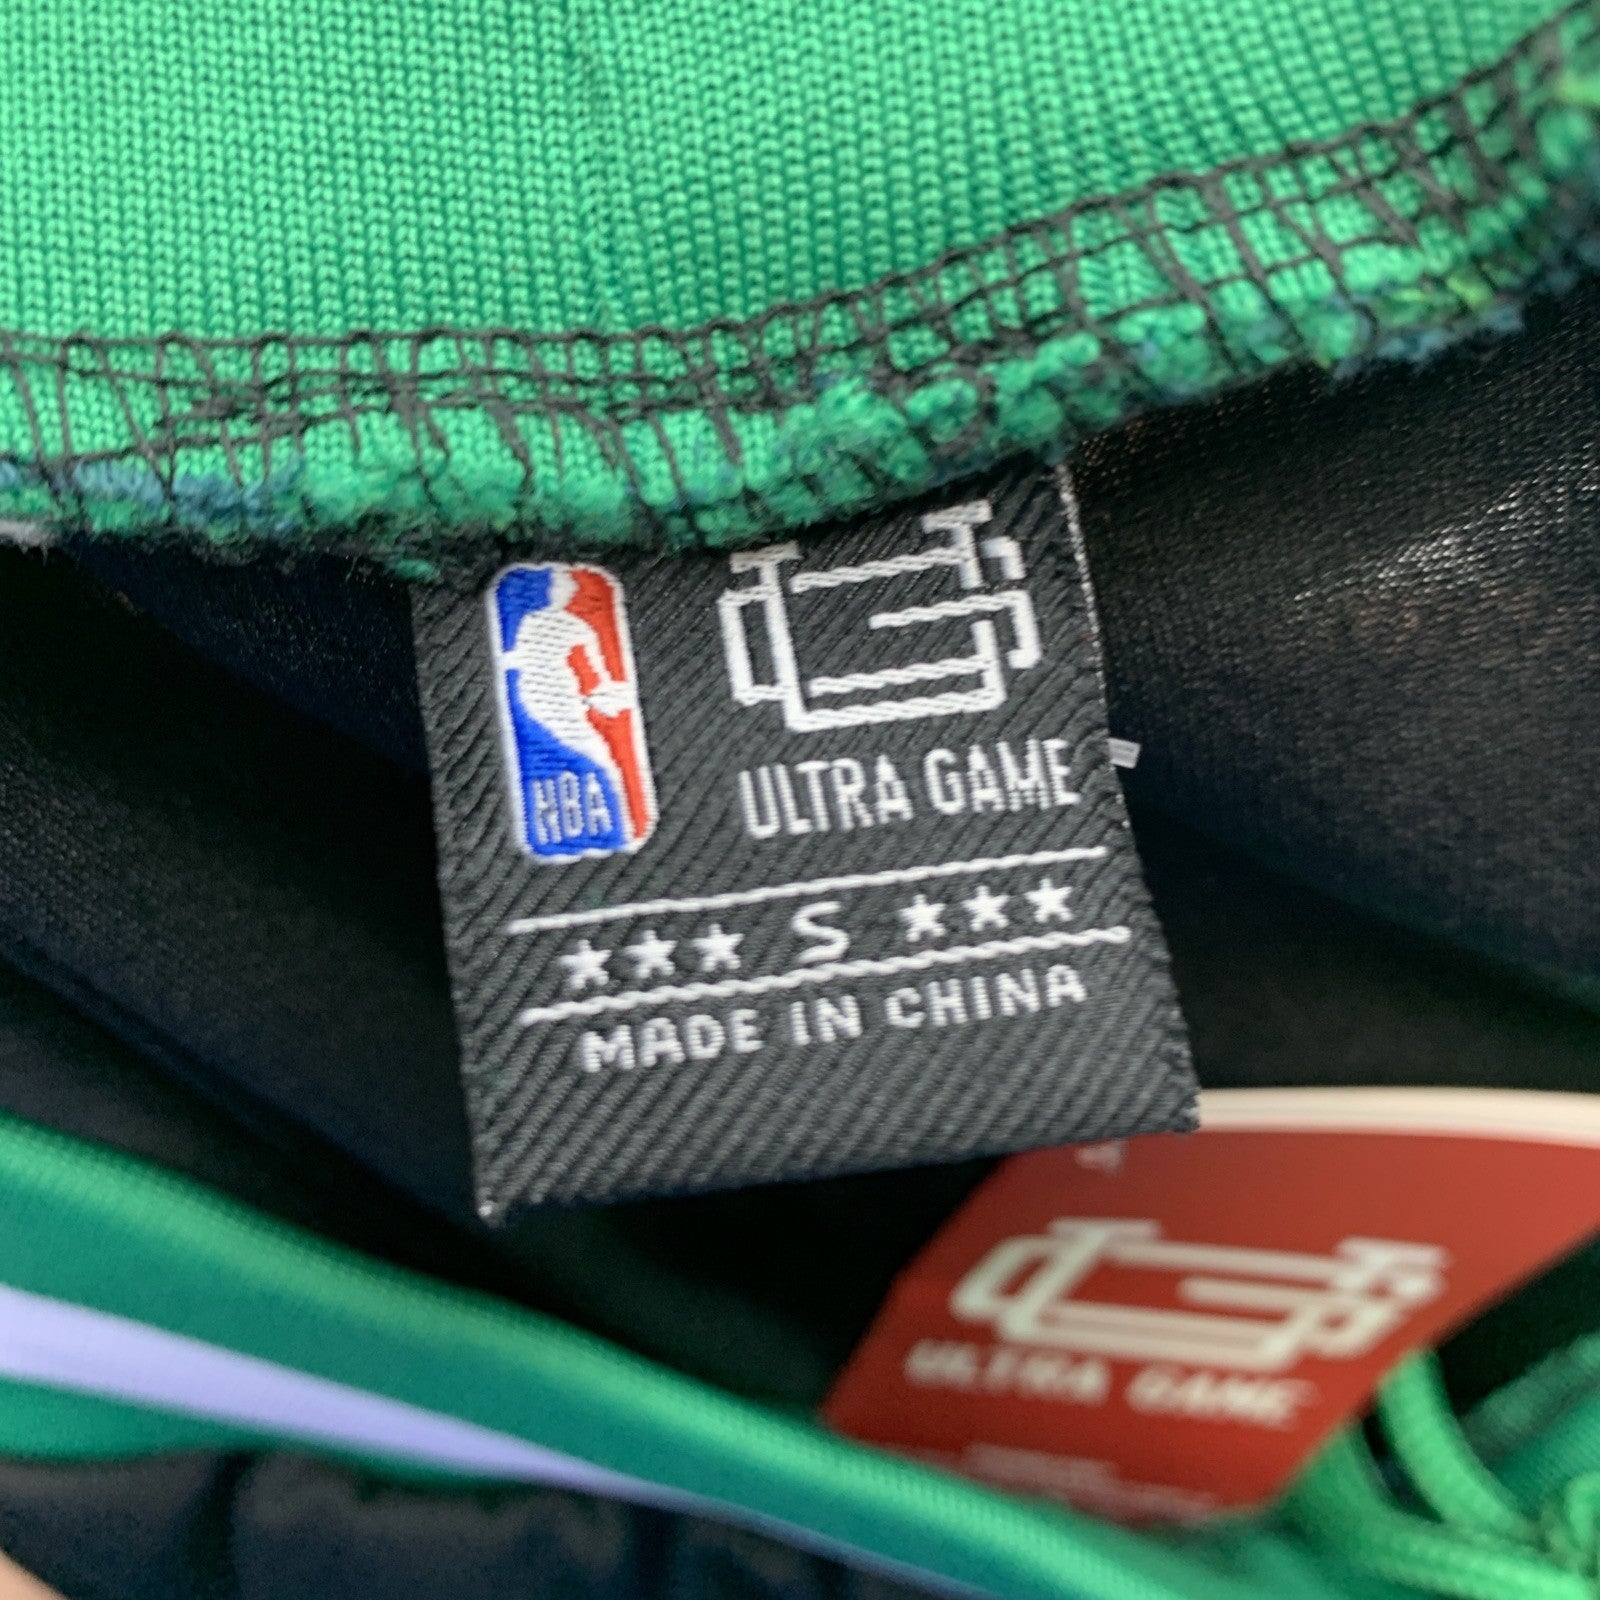 NBA
ULTRA GAME
★★★ S ★★★
MADE IN CHINA
ULTRA GAME